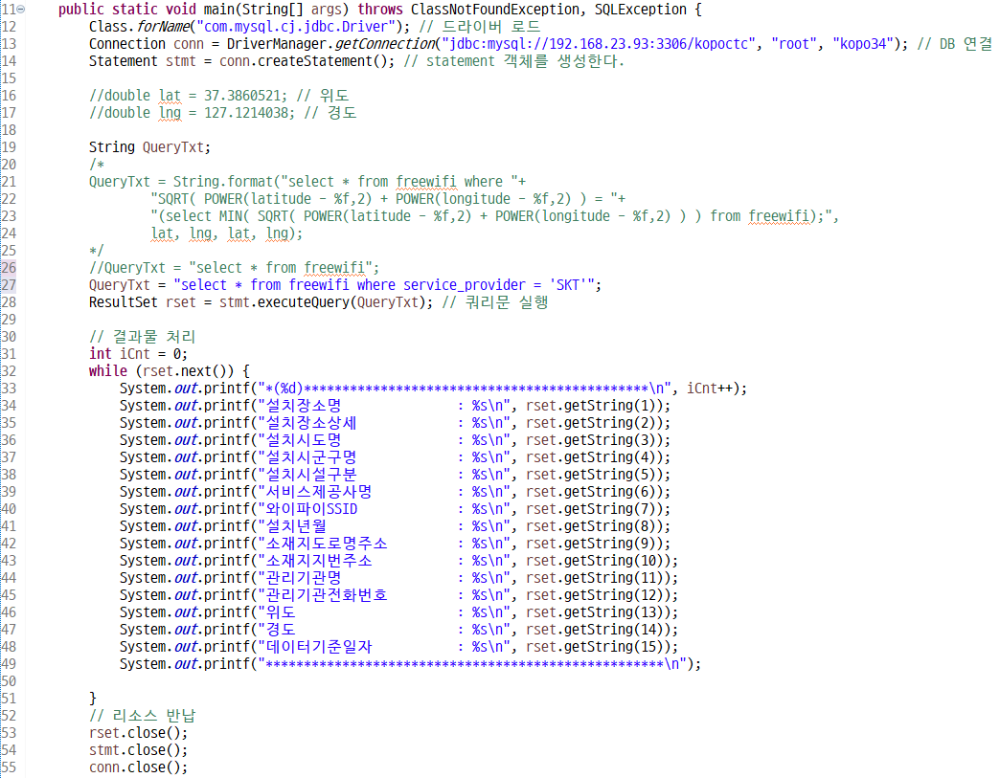 11 public static void main(String[] args) throws ClassNotFoundException, SQLException {
12 Class.forName("com.mysql.cj.jdbc.Driver"); // 드라이버 로드
13 Connection conn = DriverManager.getConnection("jdbc:mysql://192.168.23.93:3306/kopoctc", "root", "kopo34"); // DB 연결
14 Statement stmt = conn.createStatement(); // statement 객체를 생성한다.
15
16 //double lat = 37.3860521; // 위도
17 //double lng = 127.1214038; // 경도
18
19 String QueryTxt;
20 /*
21 QueryTxt = String.format("select * from freewifi where "+
22 "SQRT( POWER(latitude - %f,2) + POWER(longitude - %f,2) ) = "+
23 "(select MIN( SQRT( POWER(latitude - %f,2) + POWER(longitude - %f,2) ) ) from freewifi);",
24 lat, lng, lat, lng);
25 */
26 //QueryTxt = "select * from freewifi";
27 QueryTxt = "select * from freewifi where service_provider = 'SKT'";
28 ResultSet rset = stmt.executeQuery(QueryTxt); // 쿼리문 실행
29
30 // 결과물 처리
31 int iCnt = 0;
32 while (rset.next()) {
33 System.out.printf("*(%d)*********************************************\n", iCnt++);
34 System.out.printf("설치장소명 : %s\n", rset.getString(1));
35 System.out.printf("설치장소상세 : %s\n", rset.getString(2));
36 System.out.printf("설치시도명 : %s\n", rset.getString(3));
37 System.out.printf("설치시군구명 : %s\n", rset.getString(4));
38 System.out.printf("설치시설구분 : %s\n", rset.getString(5));
39 System.out.printf("서비스제공사명 : %s\n", rset.getString(6));
40 System.out.printf("와이파이SSID : %s\n", rset.getString(7));
41 System.out.printf("설치년월 : %s\n", rset.getString(8));
42 System.out.printf("소재지도로명주소 : %s\n", rset.getString(9));
43 System.out.printf("소재지지번주소 : %s\n", rset.getString(10));
44 System.out.printf("관리기관명 : %s\n", rset.getString(11));
45 System.out.printf("관리기관전화번호 : %s\n", rset.getString(12));
46 System.out.printf("위도 : %s\n", rset.getString(13));
47 System.out.printf("경도 : %s\n", rset.getString(14));
48 System.out.printf("데이터기준일자 : %s\n", rset.getString(15));
49 System.out.printf("****************************************************\n");
50
51 }
52 // 리소스 반납
53 rset.close();
54 stmt.close();
55 conn.close();